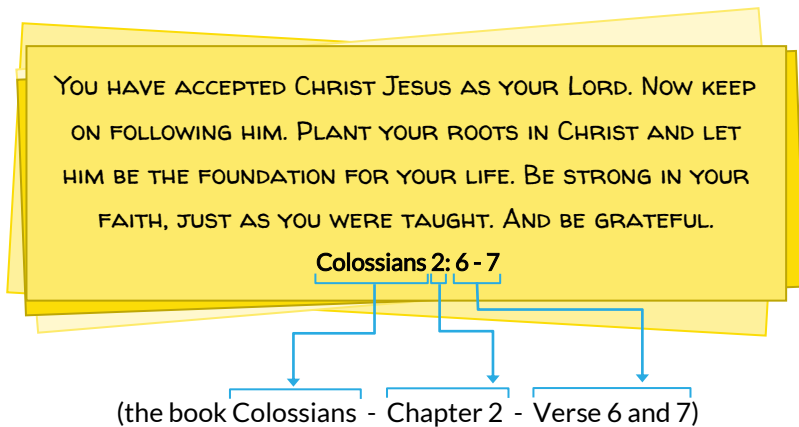 You have accepted Christ Jesus as your Lord. Now keep
on following him. Plant your roots in Christ and let
him be the foundation for your life. Be strong in your
faith, just as you were taught. And be grateful.
Colossians 2: 6 - 7
(the book Colossians - Chapter 2 - Verse 6 and 7)